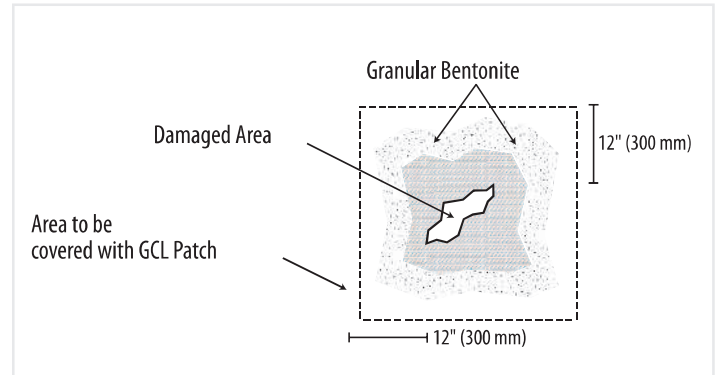 Granular Bentonite
Damaged Area
12" (300 mm)
Area to be
covered with GCL Patch
12" (300 mm)